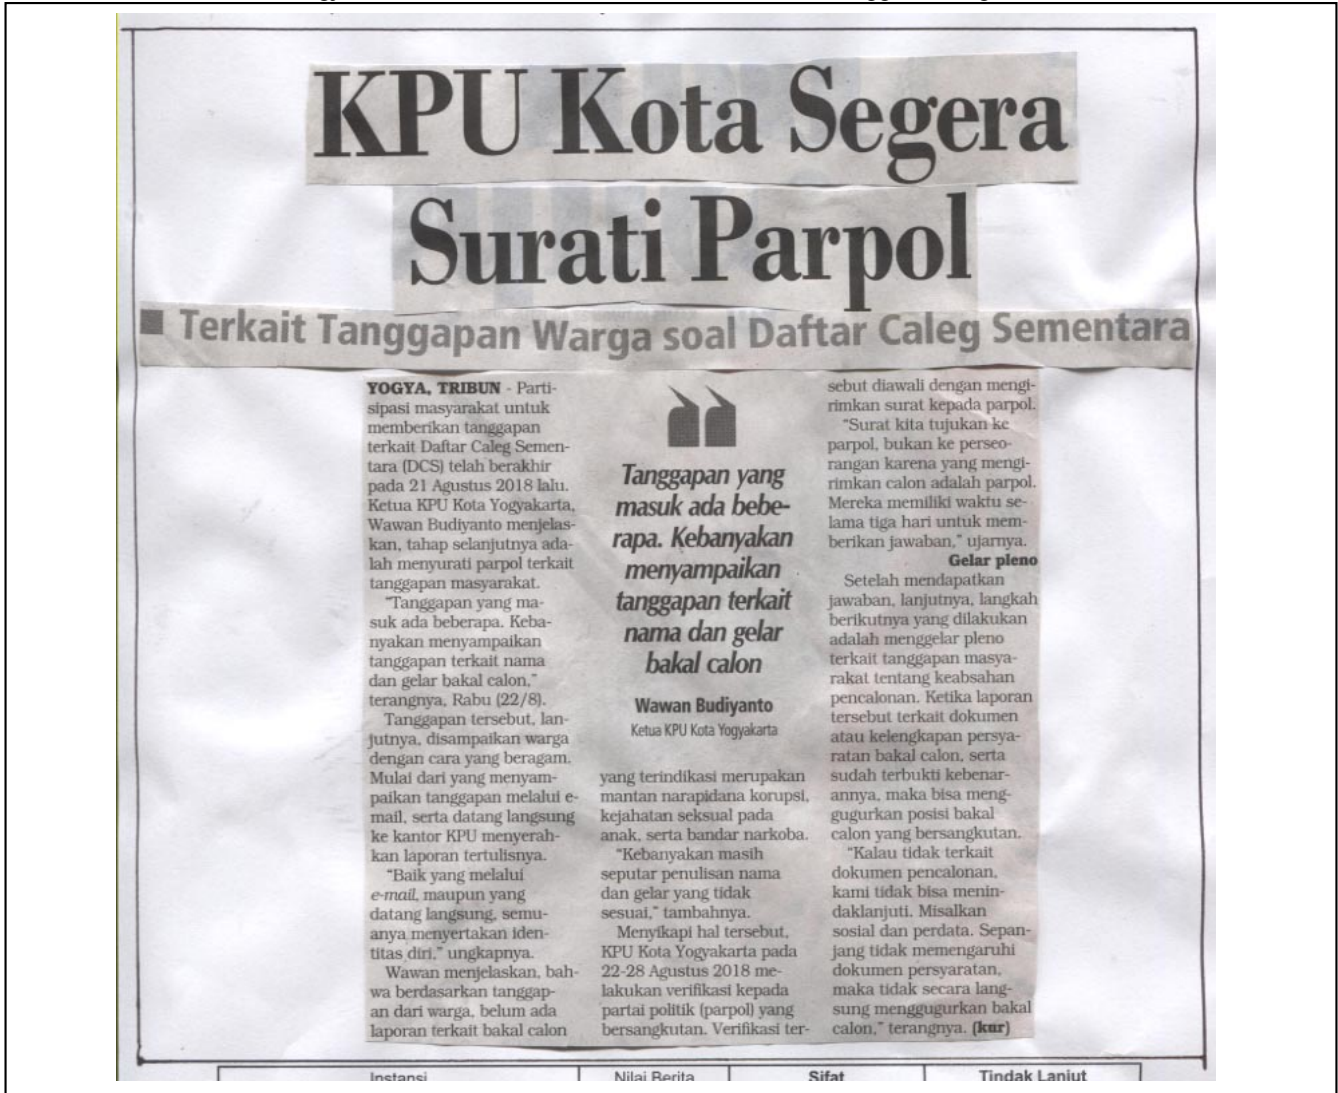 KPU Kota Segera
Surati Parpol
■ Terkait Tanggapan Warga soal Daftar Caleg Sementara
YOGYA, TRIBUN - Parti-
sipasi masyarakat untuk
memberikan tanggapan
terkait Daftar Caleg Semen-
tara (DCS) telah berakhir
pada 21 Agustus 2018 lalu.
Ketua KPU Kota Yogyakarta,
Wawan Budiyanto menjelas-
kan, tahap selanjutnya ada-
lah menyurati parpol terkait
tanggapan masyarakat.
"Tanggapan yang ma-
suk ada beberapa. Keba-
nyakan menyampaikan
tanggapan terkait nama
dan gelar bakal calon,"
terangnya, Rabu (22/8).
Tanggapan tersebut, lan-
jutnya, disampaikan warga
dengan cara yang beragam.
Mulai dari yang menyam-
paikan tanggapan melalui e-
mail, serta datang langsung
ke kantor KPU menyerah-
kan laporan tertulisnya.
"Baik yang melalui
e-mail, maupun yang
datang langsung, semu-
anya menyertakan iden-
titas diri," ungkapnya.
Wawan menjelaskan, bah-
wa berdasarkan tanggap-
an dari warga, belum ada
laporan terkait bakal calon
Tanggapan yang
masuk ada bebe-
rapa. Kebanyakan
menyampaikan
tanggapan terkait
nama dan gelar
bakal calon
Wawan Budiyanto
Ketua KPU Kota Yogyakarta
yang terindikasi merupakan
mantan narapidana korupsi,
kejahatan seksual pada
anak, serta bandar narkoba.
"Kebanyakan masih
seputar penulisan nama
dan gelar yang tidak
sesuai," tambahnya.
Menyikapi hal tersebut,
KPU Kota Yogyakarta pada
22-28 Agustus 2018 me-
lakukan verifikasi kepada
partai politik (parpol) yang
bersangkutan. Verifikasi ter-
sebut diawali dengan mengi-
rimkan surat kepada parpol.
"Surat kita tujukan ke
parpol, bukan ke perseo-
rangan karena yang mengi-
rimkan calon adalah parpol.
Mereka memiliki waktu se-
lama tiga hari untuk mem-
berikan jawaban," ujarnya.
Gelar pleno
Setelah mendapatkan
jawaban, lanjutnya, langkah
berikutnya yang dilakukan
adalah menggelar pleno
terkait tanggapan masya-
rakat tentang keabsahan
pencalonan. Ketika laporan
tersebut terkait dokumen
atau kelengkapan persya-
ratan bakal calon, serta
sudah terbukti kebenar-
annya, maka bisa meng-
gugurkan posisi bakal
calon yang bersangkutan.
"Kalau tidak terkait
dokumen pencalonan,
kami tidak bisa menin-
daklanjuti. Misalkan
sosial dan perdata. Sepan-
jang tidak memengaruhi
dokumen persyaratan,
maka tidak secara lang-
sung menggugurkan bakal
calon," terangnya. (kur)
Instansi Nilai Berita Sifat Tindak Lanjut